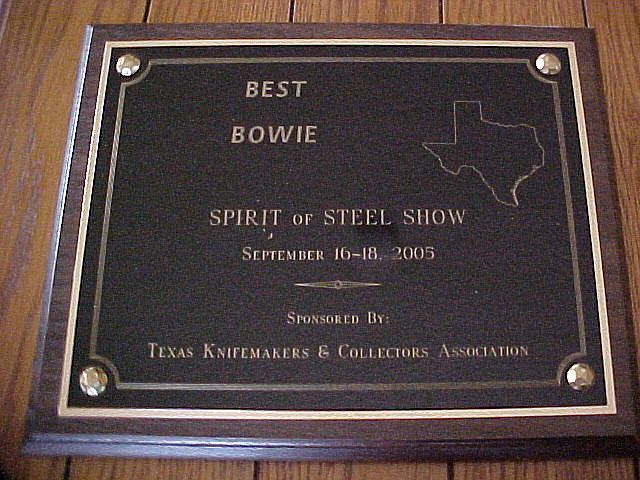 BEST
BOWIE
SPIRIT OF STEEL SHOW
SEPTEMBER 16-18, 2005
SPONSORED BY:
TEXAS KNIFEMAKERS & COLLECTORS ASSOCIATION